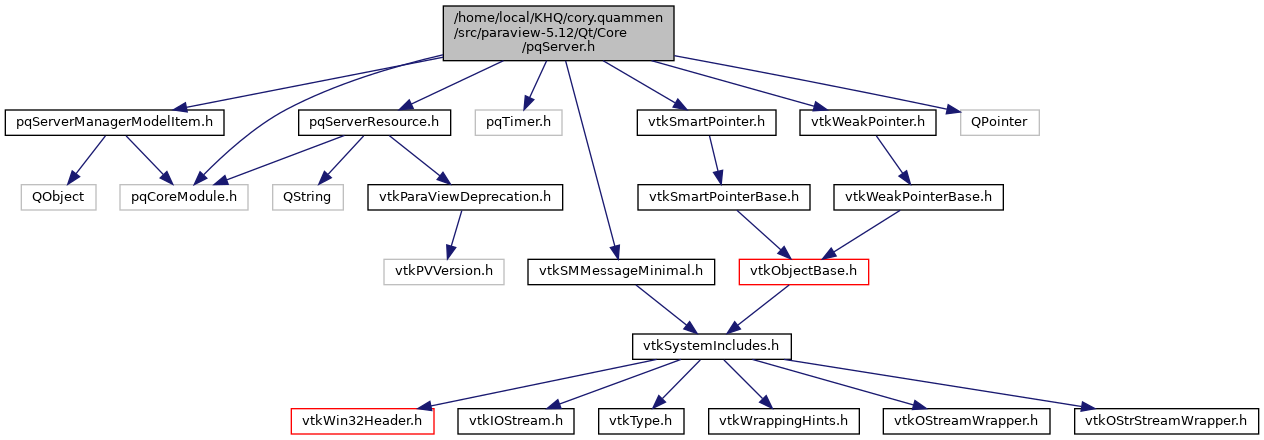 /home/local/KHQ/cory.quammen
/src/paraview-5.12/Qt/Core
/pqServer.h
pqServerManagerModelItem.h
pqServerResource.h
pqTimer.h
vtkSmartPointer.h
vtkWeakPointer.h
QPointer
QObject
pqCoreModule.h
QString
vtkParaViewDeprecation.h
vtkSmartPointerBase.h
vtkWeakPointerBase.h
vtkPVVersion.h
vtkSMMessageMinimal.h
vtkObjectBase.h
vtkSystemIncludes.h
vtkWin32Header.h
vtkIOStream.h
vtkType.h
vtkWrappingHints.h
vtkOStreamWrapper.h
vtkOStrStreamWrapper.h